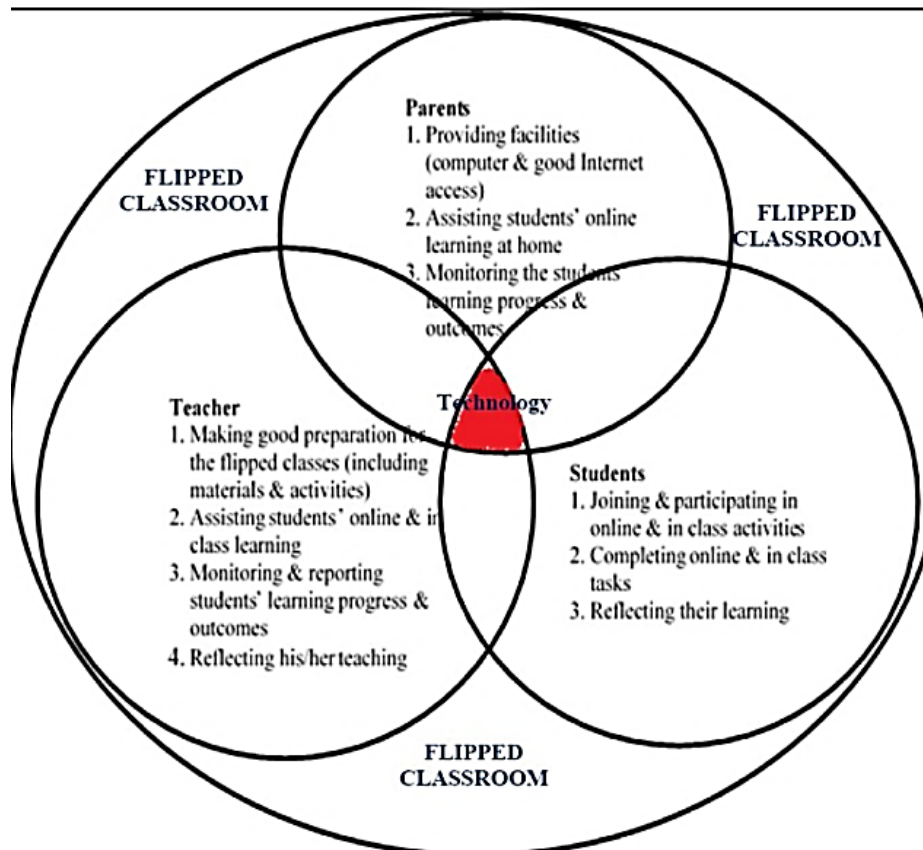 Parents
1. Providing facilities
(computer & good Internet
access)
2. Assisting students' online
learning at home
3. Monitoring the students
learning progress &
outcomes
FLIPPED
CLASSROOM
FLIPPED
CLASSROOM
Technology
Teacher
1. Making good preparation for
the flipped classes (including
materials & activities)
2. Assisting students' online & in
class learning
3. Monitoring & reporting
students' learning progress &
outcomes
4. Reflecting his/her teaching
Students
1. Joining & participating in
online & in class activities
2. Completing online & in class
tasks
3. Reflecting their learning
FLIPPED
CLASSROOM